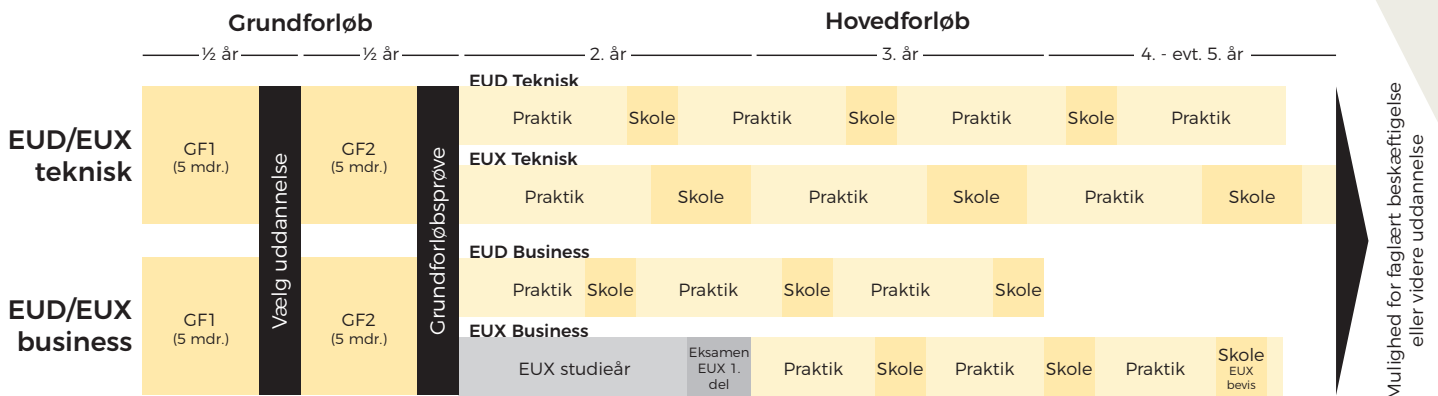 Grundforløb
Hovedforløb
½ år
½ år
2. år
3. år
4. - evt. 5. år
EUD/EUX
teknisk
GF1
(5 mdr.)
Vælg uddannelse
GF2
(5 mdr.)
Grundforløbsprøve
EUD Teknisk
Praktik Skole Praktik Skole Praktik Skole Praktik
EUX Teknisk
Praktik Skole Praktik Skole Praktik Skole
EUD/EUX
business
GF1
(5 mdr.)
GF2
(5 mdr.)
EUD Business
Praktik Skole Praktik Skole Praktik Skole
EUX Business
EUX studieår
Eksamen
EUX 1.
del
Praktik Skole Praktik Skole Praktik
Skole
EUX
bevis
Mulighed for faglært beskæftigelse
eller videre uddannelse